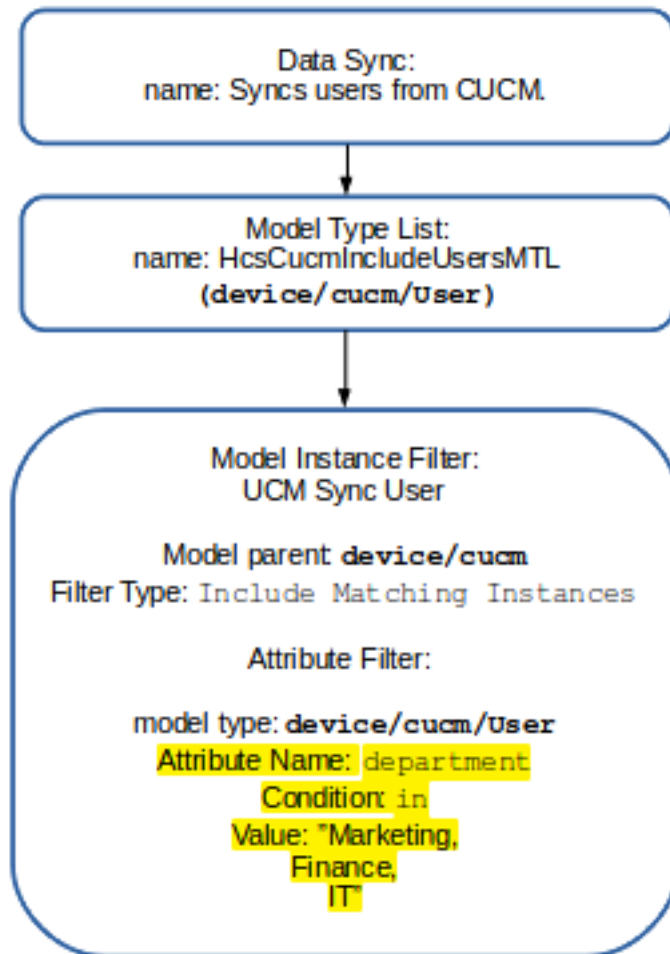 Data Sync:
name: Syncs users from CUCM.
Model Type List:
name: HcsCucmIncludeUsersMTL
(device/cucm/User)
Model Instance Filter:
UCM Sync User
Model parent: device/cucm
Filter Type: Include Matching Instances
Attribute Filter:
model type: device/cucm/User
Attribute Name: department
Condition: in
Value: "Marketing,
Finance,
IT"